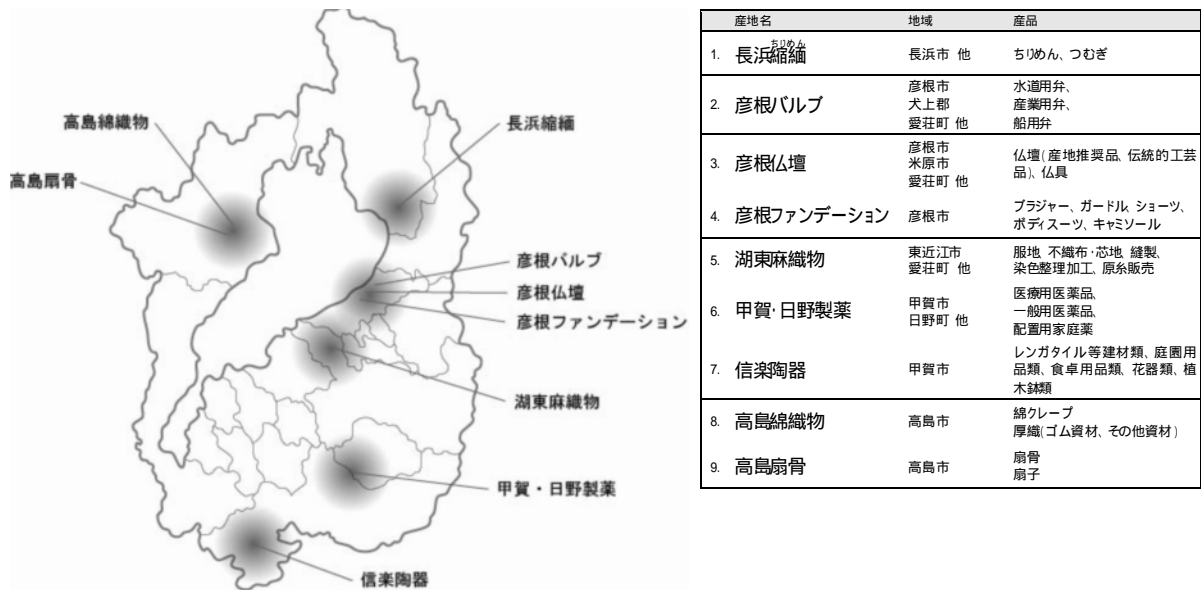 高島綿織物
長浜縮緬
高島扇骨
彦根バルブ
彦根仏壇
彦根ファンデーション
湖東麻織物
甲賀・日野製薬
信楽陶器
産地名 地域 産品
ちりめん
1. 長浜縮緬 長浜市 他 ちりめん、つむぎ
2. 彦根バルブ
彦根市
犬上郡
愛荘町 他
水道用弁、
産業用弁、
船用弁
3. 彦根仏壇
彦根市
米原市
愛荘町 他
仏壇(産地推奨品、伝統的工芸
品)、仏具
4. 彦根ファンデーション 彦根市
ブラジャー、ガードル、ショーツ、
ボディスーツ、キャミソール
5. 湖東麻織物
東近江市
愛荘町 他
服地、不織布・芯地、縫製、
染色整理加工、原糸販売
6. 甲賀・日野製薬
甲賀市
日野町 他
医療用医薬品、
一般用医薬品、
配置用家庭薬
7. 信楽陶器 甲賀市
レンガタイル等建材類、庭園用
品類、食卓用品類、花器類、植
木鉢類
8. 高島綿織物 高島市
綿クレープ
厚織(ゴム資材、その他資材)
9. 高島扇骨 高島市
扇骨
扇子